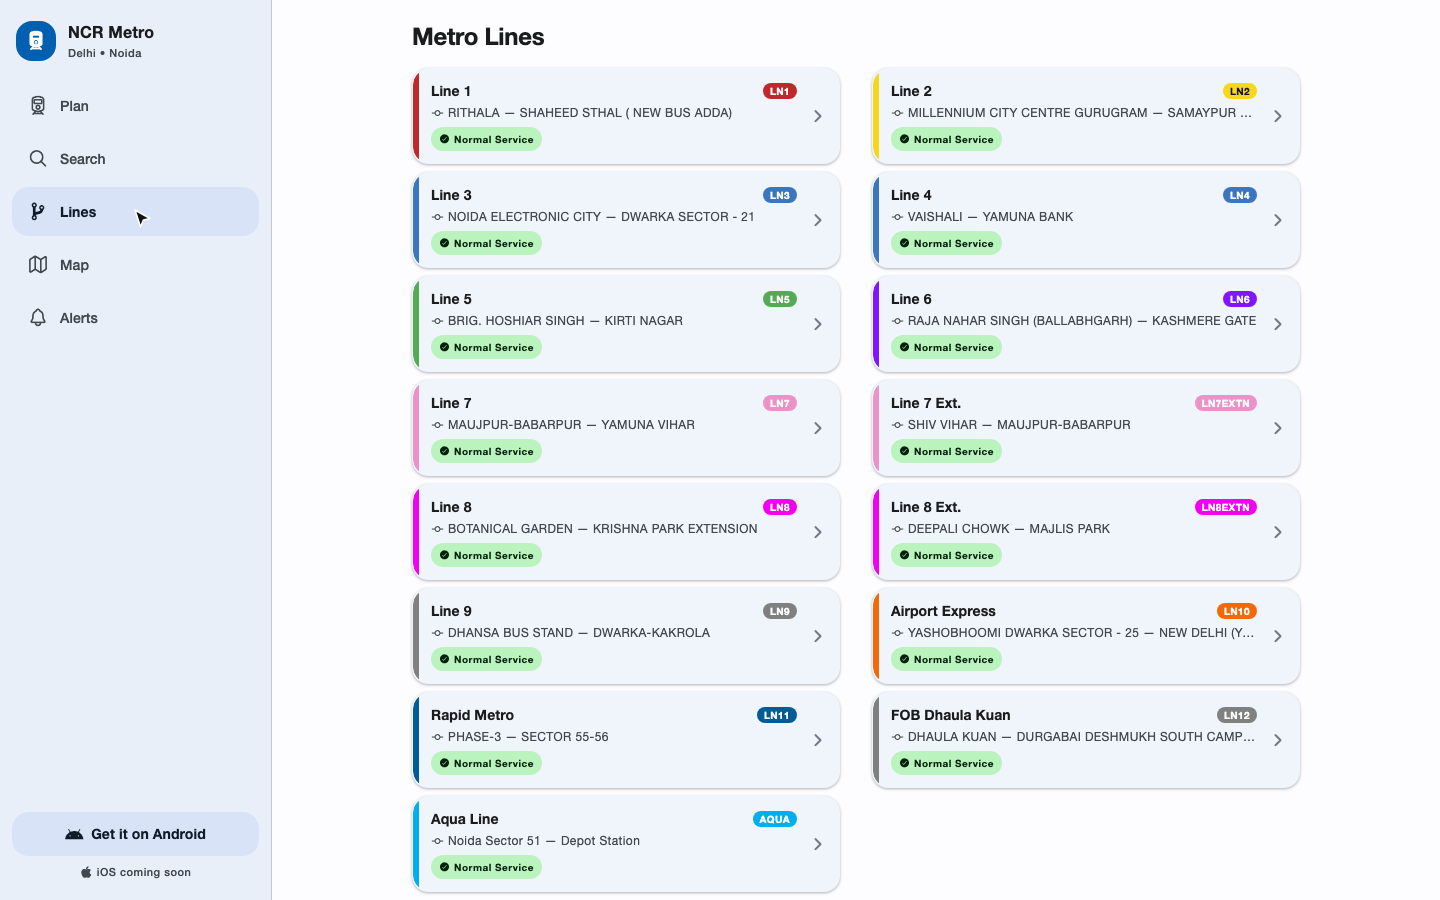 NCR Metro
Delhi • Noida
Plan
Search
Lines
Map
Alerts
Get it on Android
iOS coming soon
Metro Lines
Line 1
LN1
RITHALA — SHAHEED STHAL ( NEW BUS ADDA)
Normal Service
Line 2
LN2
MILLENNIUM CITY CENTRE GURUGRAM — SAMAYPUR ...
Normal Service
Line 3
LN3
NOIDA ELECTRONIC CITY — DWARKA SECTOR - 21
Normal Service
Line 4
LN4
VAISHALI — YAMUNA BANK
Normal Service
Line 5
LN5
BRIG. HOSHIAR SINGH — KIRTI NAGAR
Normal Service
Line 6
LN6
RAJA NAHAR SINGH (BALLABHGARH) — KASHMERE GATE
Normal Service
Line 7
LN7
MAUJPUR-BABARPUR — YAMUNA VIHAR
Normal Service
Line 7 Ext.
LN7EXTN
SHIV VIHAR — MAUJPUR-BABARPUR
Normal Service
Line 8
LN8
BOTANICAL GARDEN — KRISHNA PARK EXTENSION
Normal Service
Line 8 Ext.
LN8EXTN
DEEPALI CHOWK — MAJLIS PARK
Normal Service
Line 9
LN9
DHANSA BUS STAND — DWARKA-KAKROLA
Normal Service
Airport Express
LN10
YASHOBHOOMI DWARKA SECTOR - 25 — NEW DELHI (Y...
Normal Service
Rapid Metro
LN11
PHASE-3 — SECTOR 55-56
Normal Service
FOB Dhaula Kuan
LN12
DHAULA KUAN — DURGABAI DESHMUKH SOUTH CAMP...
Normal Service
Aqua Line
AQUA
Noida Sector 51 — Depot Station
Normal Service